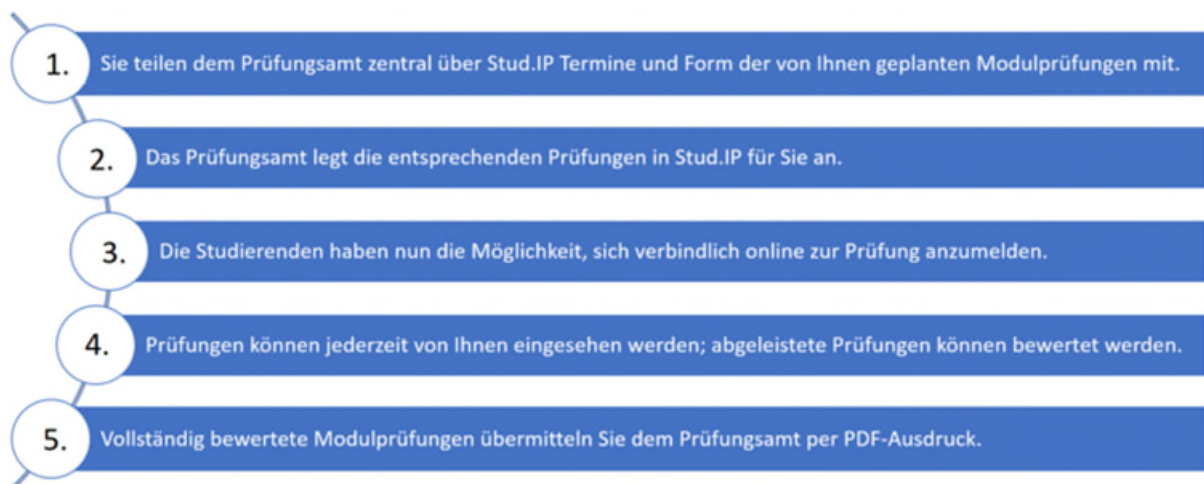 1. Sie teilen dem Prüfungsamt zentral über Stud.IP Termine und Form der von Ihnen geplanten Modulprüfungen mit.
2. Das Prüfungsamt legt die entsprechenden Prüfungen in Stud.IP für Sie an.
3. Die Studierenden haben nun die Möglichkeit, sich verbindlich online zur Prüfung anzumelden.
4. Prüfungen können jederzeit von Ihnen eingesehen werden; abgeleistete Prüfungen können bewertet werden.
5. Vollständig bewertete Modulprüfungen übermitteln Sie dem Prüfungsamt per PDF-Ausdruck.